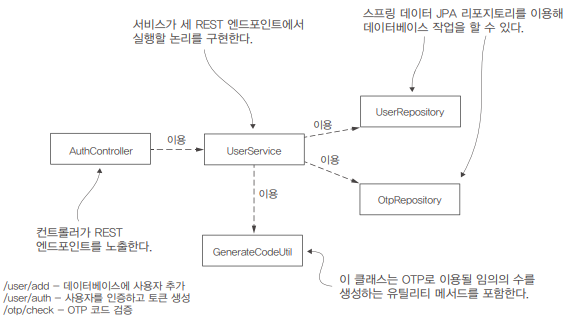 서비스가 세 REST 엔드포인트에서
실행할 논리를 구현한다.
스프링 데이터 JPA 리포지토리를 이용해
데이터베이스 작업을 할 수 있다.
UserRepository
이용
이용
AuthController
UserService
이용
OtpRepository
이용
컨트롤러가 REST
엔드포인트를 노출한다.
GenerateCodeUtil
이 클래스는 OTP로 이용될 임의의 수를
생성하는 유틸리티 메서드를 포함한다.
/user/add – 데이터베이스에 사용자 추가
/user/auth – 사용자를 인증하고 토큰 생성
/otp/check – OTP 코드 검증